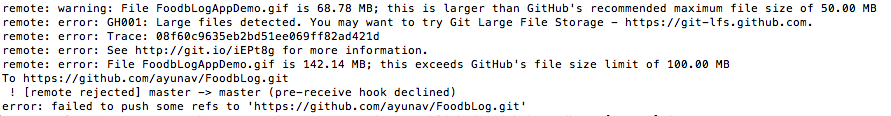 remote: warning: File FoodbLogAppDemo.gif is 68.78 MB; this is larger than GitHub's recommended maximum file size of 50.00 MB
remote: error: GH001: Large files detected. You may want to try Git Large File Storage - https://git-lfs.github.com.
remote: error: Trace: 08f60c9635eb2bd51ee069ff82ad421d
remote: error: See http://git.io/iEPt8g for more information.
remote: error: File FoodbLogAppDemo.gif is 142.14 MB; this exceeds GitHub's file size limit of 100.00 MB
To https://github.com/ayunav/FoodbLog.git
 ! [remote rejected] master -> master (pre-receive hook declined)
error: failed to push some refs to 'https://github.com/ayunav/FoodbLog.git'